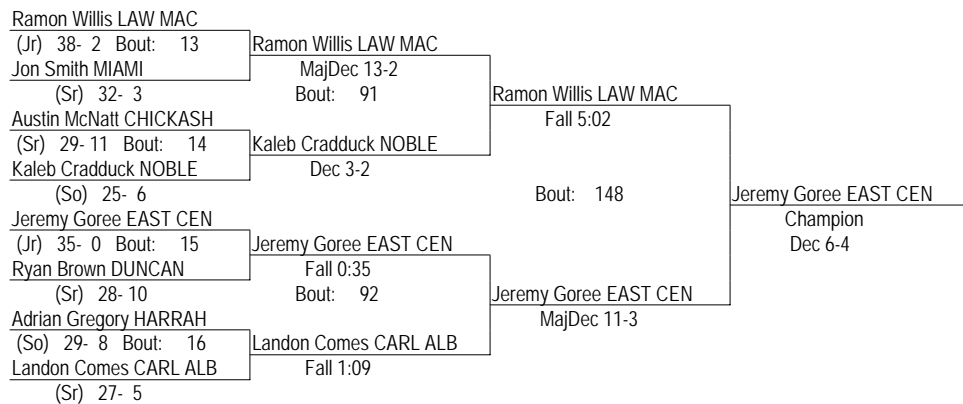 Ramon Willis LAW MAC
(Jr) 38- 2 Bout: 13
Ramon Willis LAW MAC
Jon Smith MIAMI
MajDec 13-2
(Sr) 32- 3
Bout: 91
Ramon Willis LAW MAC
Austin McNatt CHICKASH
Fall 5:02
(Sr) 29- 11 Bout: 14
Kaleb Cradduck NOBLE
Kaleb Cradduck NOBLE
Dec 3-2
(So) 25- 6
Bout: 148
Jeremy Goree EAST CEN
Jeremy Goree EAST CEN
Champion
(Jr) 35- 0 Bout: 15
Jeremy Goree EAST CEN
Dec 6-4
Ryan Brown DUNCAN
Fall 0:35
(Sr) 28- 10
Bout: 92
Jeremy Goree EAST CEN
Adrian Gregory HARRAH
MajDec 11-3
(So) 29- 8 Bout: 16
Landon Comes CARL ALB
Landon Comes CARL ALB
Fall 1:09
(Sr) 27- 5